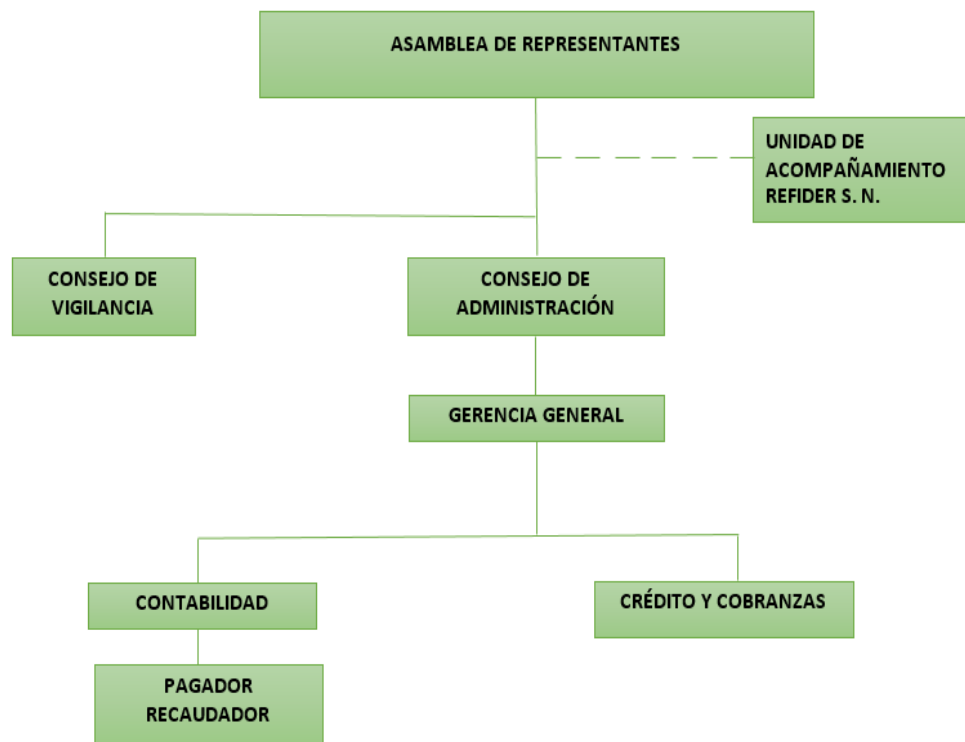 ASAMBLEA DE REPRESENTANTES
UNIDAD DE
ACOMPAÑAMIENTO
REFIDER S. N.
CONSEJO DE
VIGILANCIA
CONSEJO DE
ADMINISTRACIÓN
GERENCIA GENERAL
CONTABILIDAD
CRÉDITO Y COBRANZAS
PAGADOR
RECAUDADOR